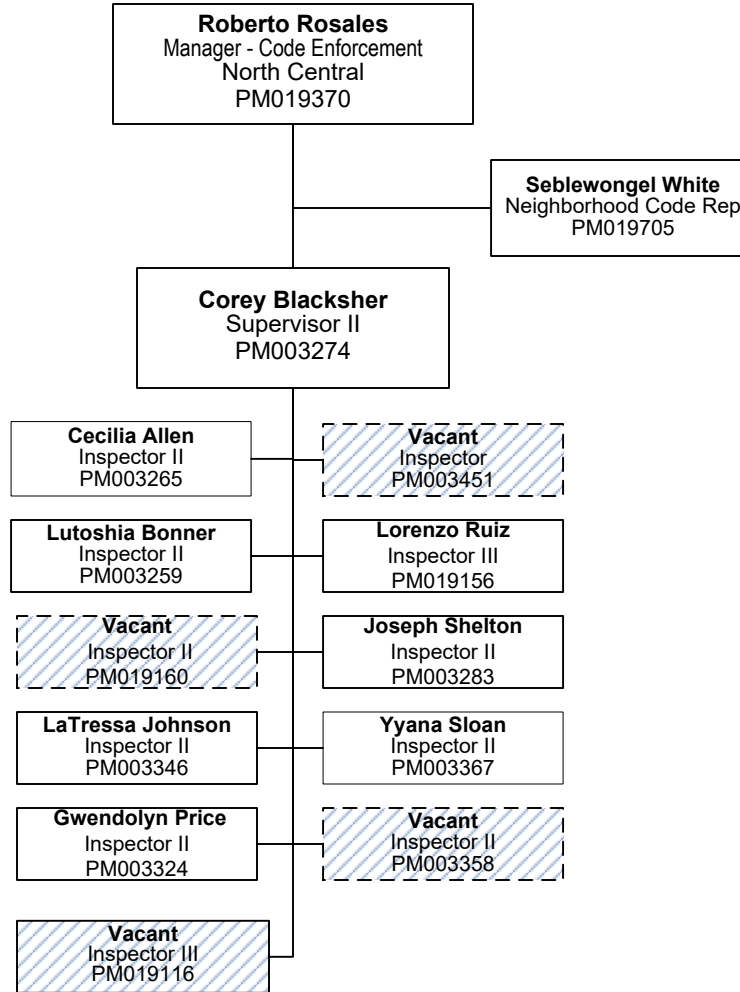 Roberto Rosales
Manager - Code Enforcement
North Central
PM019370
Seblewongel White
Neighborhood Code Rep
PM019705
Corey Blacksher
Supervisor II
PM003274
Cecilia Allen
Inspector II
PM003265
Vacant
Inspector
PM003451
Lutoshia Bonner
Inspector II
PM003259
Lorenzo Ruiz
Inspector III
PM019156
Vacant
Inspector II
PM019160
Joseph Shelton
Inspector II
PM003283
LaTressa Johnson
Inspector II
PM003346
Yyana Sloan
Inspector II
PM003367
Gwendolyn Price
Inspector II
PM003324
Vacant
Inspector II
PM003358
Vacant
Inspector III
PM019116